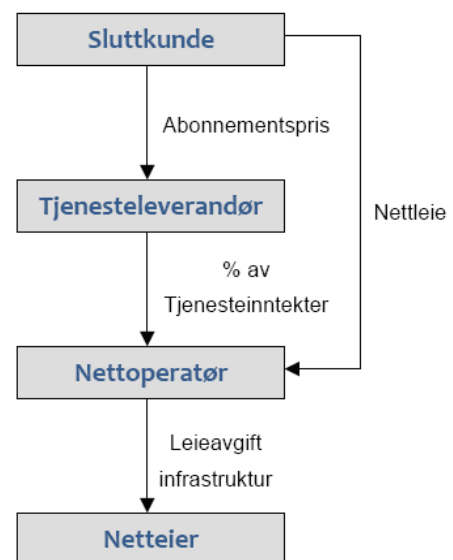 Sluttkunde
Abonnementspris
Tjenesteleverandør
Nettleie
% av
Tjenesteinntekter
Nettoperatør
Leieavgift
infrastruktur
Netteier